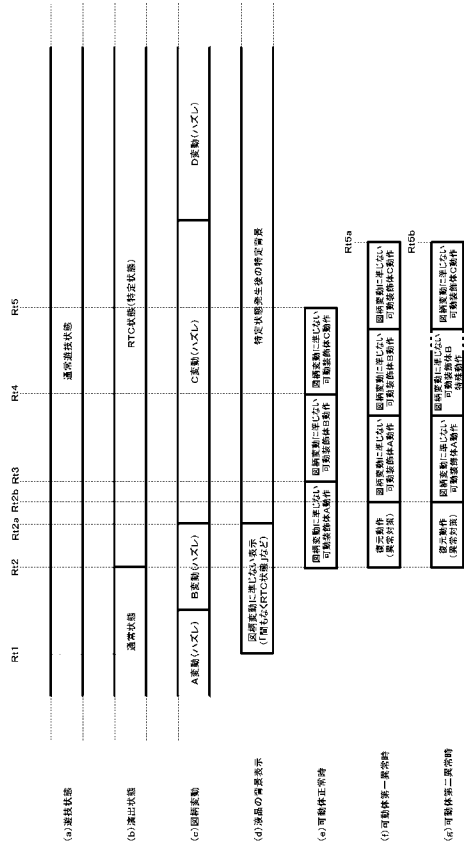 Rt1
Rt2
Rt2a
Rt2b
Rt3
Rt4
Rt5
(a)遊技状態
通常遊技状態
(b)演出状態
通常状態
RTC状態(特定状態)
(c)図柄変動
A変動(ハズレ)
B変動(ハズレ)
C変動(ハズレ)
D変動(ハズレ)
(d)液晶の背景表示
図柄変動に準じない表示
(「間もなくRTC状態」など)
特定状態発生後の特定背景
(e)可動体正常時
図柄変動に準じない
可動装飾体A動作
図柄変動に準じない
可動装飾体B動作
図柄変動に準じない
可動装飾体C動作
Rt5a
(f)可動体第一異常時
復元動作
(異常対策)
図柄変動に準じない
可動装飾体A動作
図柄変動に準じない
可動装飾体B動作
図柄変動に準じない
可動装飾体C動作
Rt5b
(g)可動体第二異常時
復元動作
(異常対策)
図柄変動に準じない
可動装飾体A動作
図柄変動に準じない
可動装飾体B
特殊動作
図柄変動に準じない
可動装飾体C動作